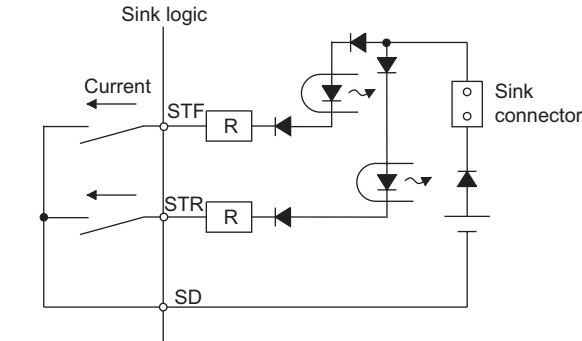 Sink logic
Current
STF
R
Sink
connector
STR
R
SD